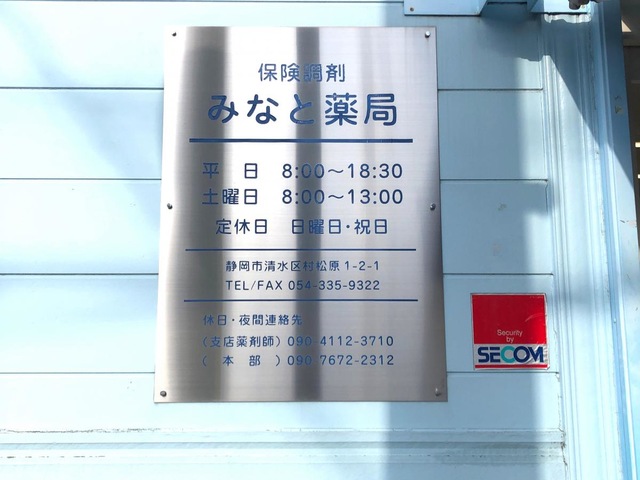 保険調剤
みなと薬局
平 日 8:00～18:30
土曜日 8:00～13:00
定休日 日曜日・祝日
静岡市清水区村松原1-2-1
TEL/FAX 054-335-9322
休日・夜間連絡先
（支店薬剤師）090-4112-3710
（ 本 部 ）090-7672-2312
Security
by
SECOM